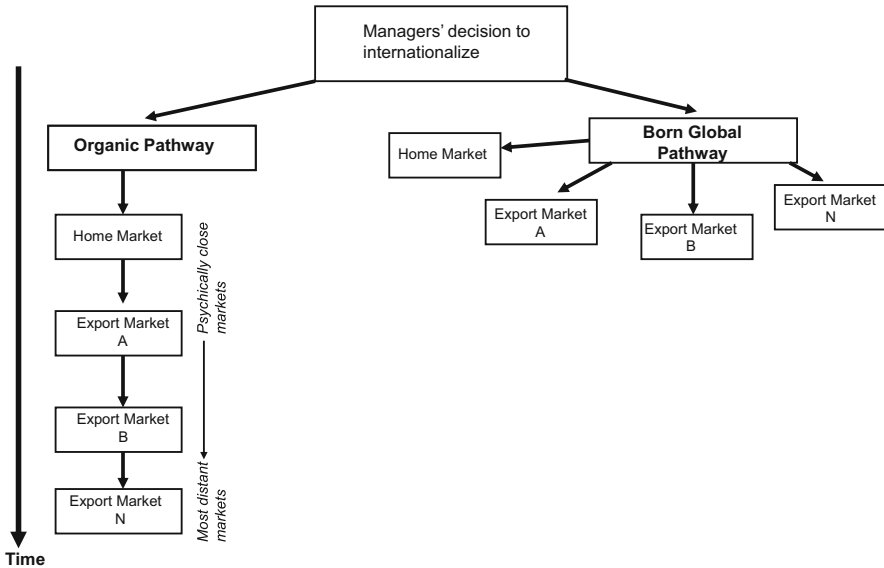 Managers' decision to
internationalize
Organic Pathway
Born Global
Pathway
Home Market
Export Market
A
Export Market
B
Export Market
N
Home Market
Export Market
A
Export Market
B
Export Market
N
Psychically close
markets
Most distant
markets
Time